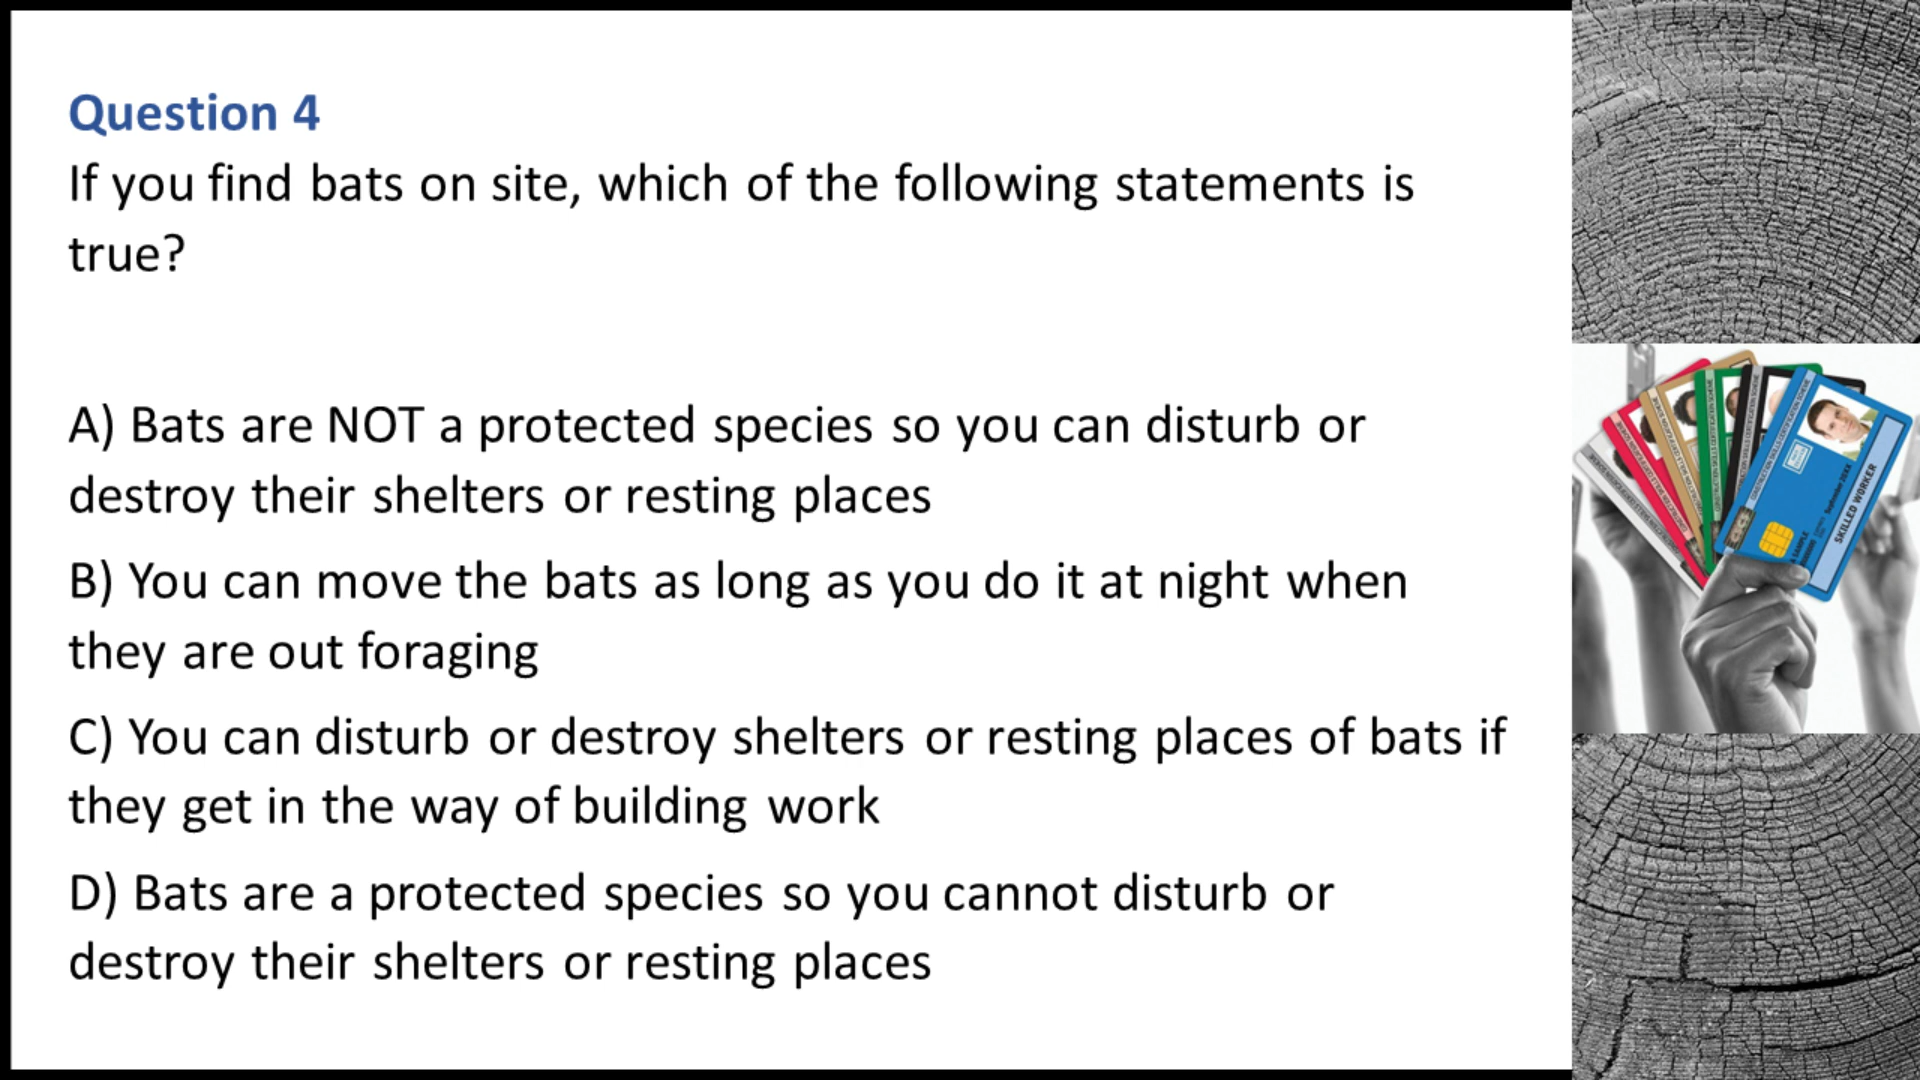 Question 4
If you find bats on site, which of the following statements is
true?
A) Bats are NOT a protected species so you can disturb or
destroy their shelters or resting places
B) You can move the bats as long as you do it at night when
they are out foraging
C) You can disturb or destroy shelters or resting places of bats if
they get in the way of building work
D) Bats are a protected species so you cannot disturb or
destroy their shelters or resting places
SKILLED WORKER